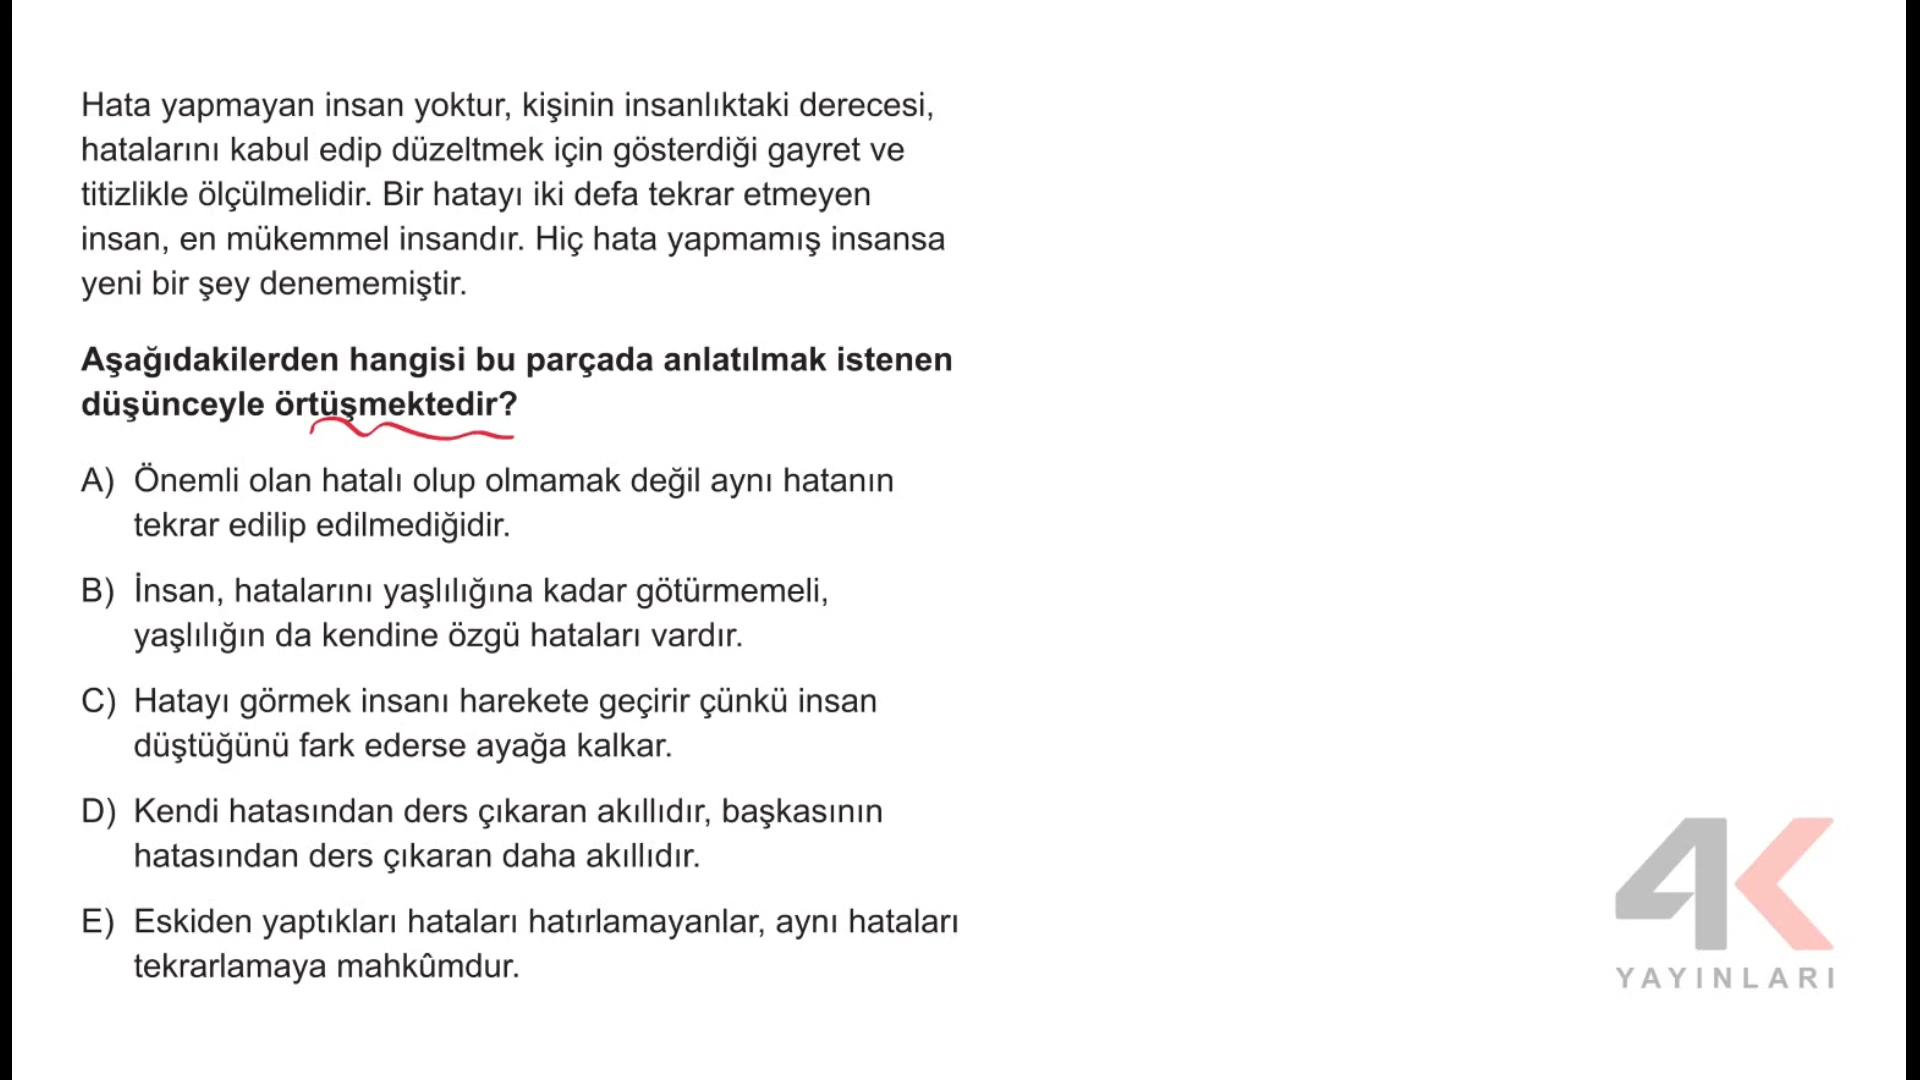 Hata yapmayan insan yoktur, kişinin insanlıktaki derecesi,
hatalarını kabul edip düzeltmek için gösterdiği gayret ve
titizlikle ölçülmelidir. Bir hatayı iki defa tekrar etmeyen
insan, en mükemmel insandır. Hiç hata yapmamış insansa
yeni bir şey denememiştir.
Aşağıdakilerden hangisi bu parçada anlatılmak istenen
düşünceyle örtüşmektedir?
A) Önemli olan hatalı olup olmamak değil aynı hatanın
tekrar edilip edilmediğidir.
B) İnsan, hatalarını yaşlılığına kadar götürmemeli,
yaşlılığın da kendine özgü hataları vardır.
C) Hatayı görmek insanı harekete geçirir çünkü insan
düştüğünü fark ederse ayağa kalkar.
D) Kendi hatasından ders çıkaran akıllıdır, başkasının
hatasından ders çıkaran daha akıllıdır.
E) Eskiden yaptıkları hataları hatırlamayanlar, aynı hataları
tekrarlamaya mahkûmdur.
4K
YAYINLARI